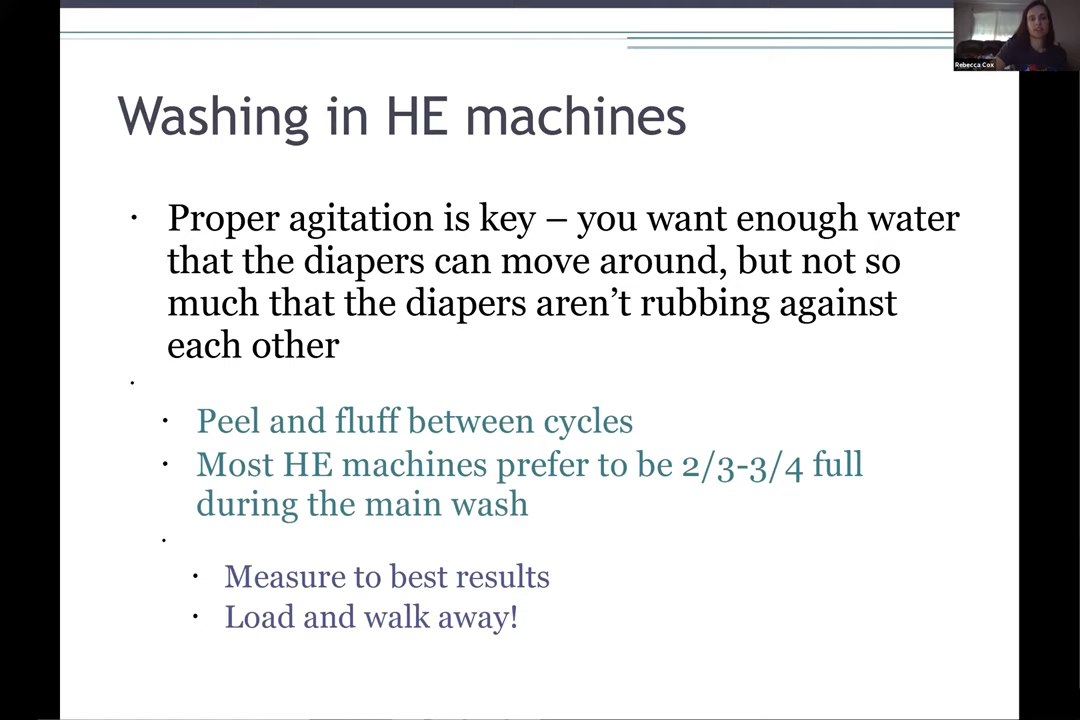 Rebecca Cox
Washing in HE machines
· Proper agitation is key – you want enough water
that the diapers can move around, but not so
much that the diapers aren’t rubbing against
each other
·
· Peel and fluff between cycles
· Most HE machines prefer to be 2/3-3/4 full
during the main wash
·
· Measure to best results
· Load and walk away!